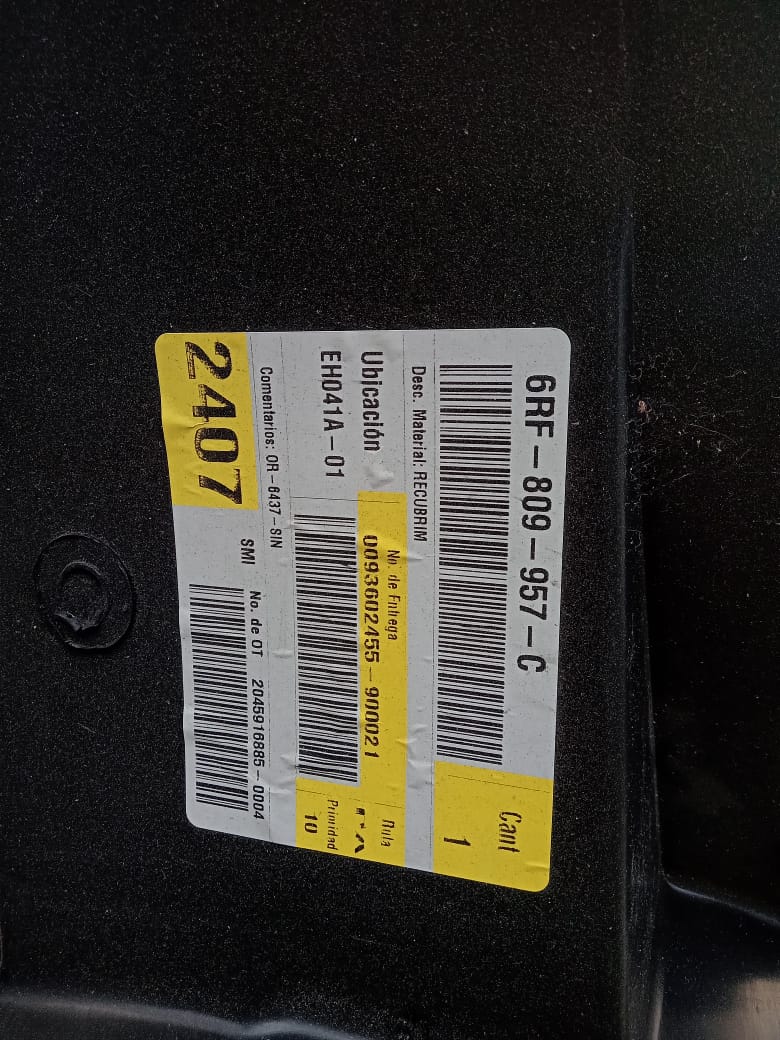 6RF-809-957-C
Cant
1
Desc. Material: RECUBRIM
Ubicación
EH041A-01
No. de Entrega
0093602455-900021
Ruta
Prioridad
10
Comentarios: OR-6437-SIN
2407
SMI
No. de OT 2045916885-0004